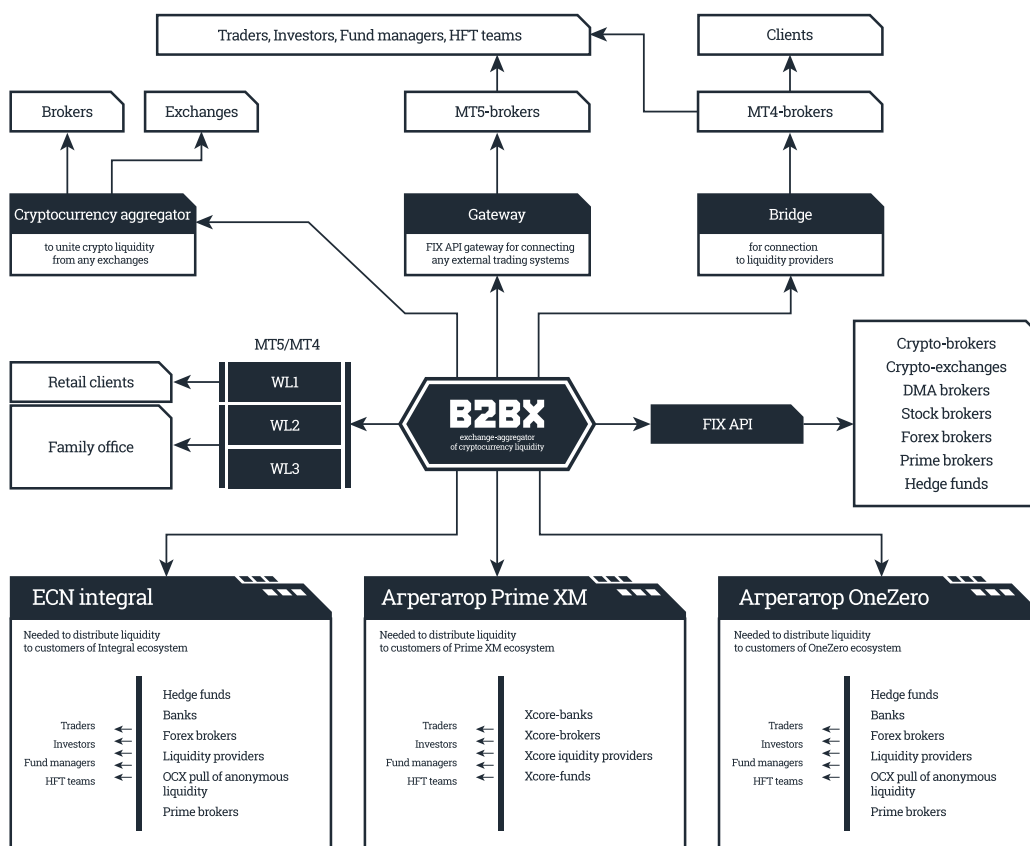 Traders, Investors, Fund managers, HFT teams
Clients
Brokers
Exchanges
MT5-brokers
MT4-brokers
Cryptocurrency aggregator
to unite crypto liquidity
from any exchanges
Gateway
FIX API gateway for connecting
any external trading systems
Bridge
for connection
to liquidity providers
MT5/MT4
Retail clients
Family office
WL1
WL2
WL3
B2BX
exchange-aggregator
of cryptocurrency liquidity
FIX API
Crypto-brokers
Crypto-exchanges
DMA brokers
Stock brokers
Forex brokers
Prime brokers
Hedge funds
ECN integral
Needed to distribute liquidity
to customers of Integral ecosystem
Traders
Investors
Fund managers
HFT teams
Hedge funds
Banks
Forex brokers
Liquidity providers
OCX pull of anonymous
liquidity
Prime brokers
Агрегатор Prime XM
Needed to distribute liquidity
to customers of Prime XM ecosystem
Traders
Investors
Fund managers
HFT teams
Xcore-banks
Xcore-brokers
Xcore iquidity providers
Xcore-funds
Агрегатор OneZero
Needed to distribute liquidity
to customers of OneZero ecosystem
Traders
Investors
Fund managers
HFT teams
Hedge funds
Banks
Forex brokers
Liquidity providers
OCX pull of anonymous
liquidity
Prime brokers